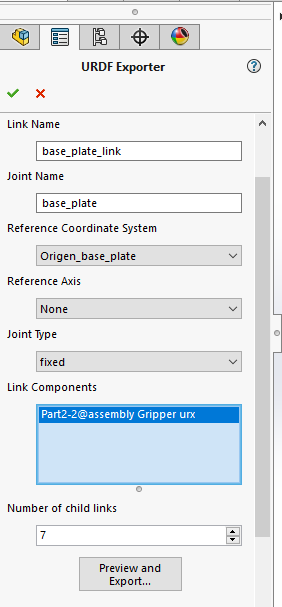 URDF Exporter
Link Name
base_plate_link
Joint Name
base_plate
Reference Coordinate System
Origen_base_plate
Reference Axis
None
Joint Type
fixed
Link Components
Part2-2@assembly Gripper urx
Number of child links
7
Preview and
Export...